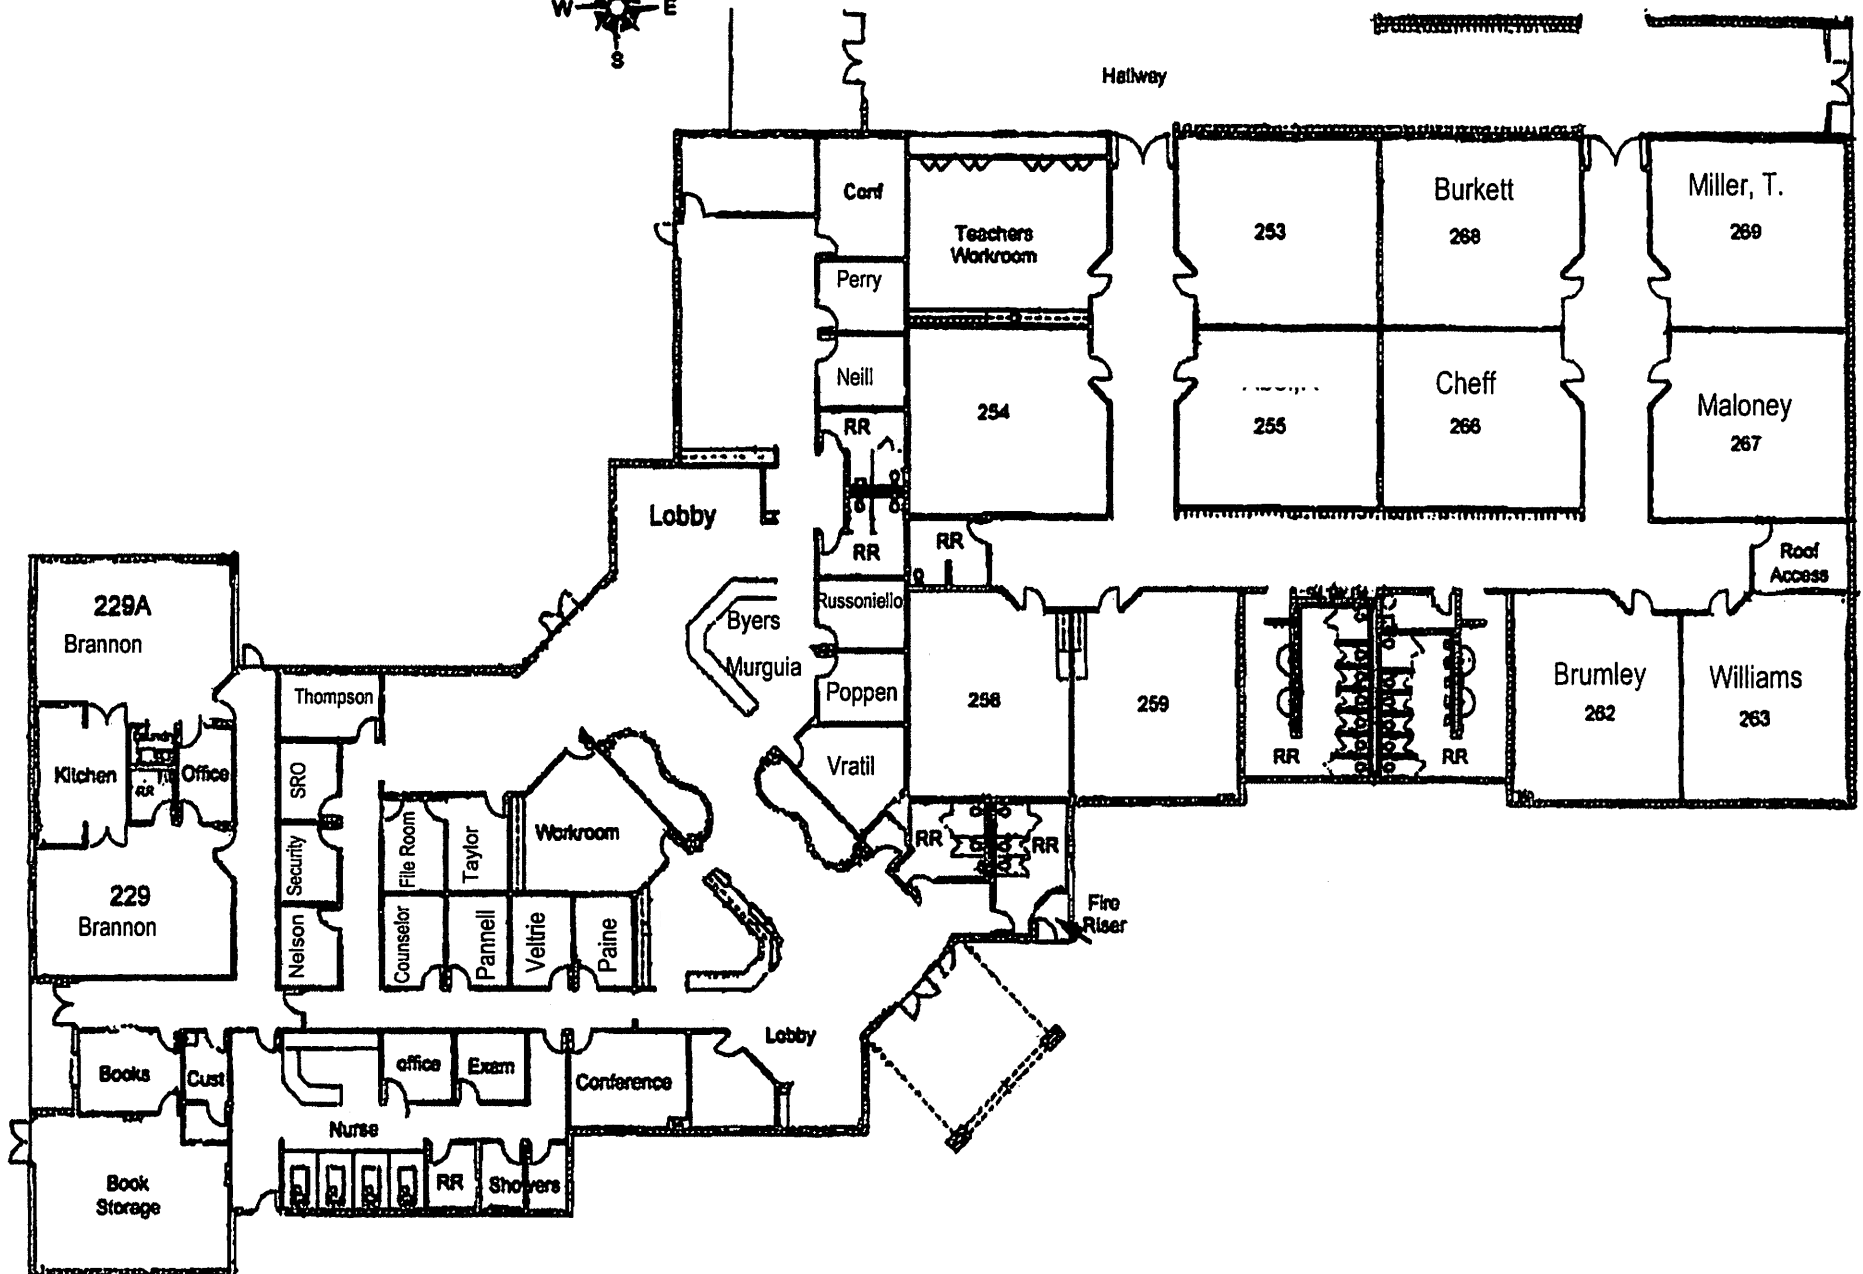 W
E
S
Hallway
Conf
Teachers
Workroom
253
Burkett
268
Miller, T.
269
Perry
Neill
254
255
Cheff
266
Maloney
267
RR
Lobby
RR
RR
Roof
Access
229A
Brannon
Byers
Murguia
Russoniello
Poppen
Vratil
258
259
RR
RR
Brumley
262
Williams
263
Thompson
Kitchen
RR
Office
SRO
Security
Nelson
File Room
Taylor
Workroom
RR
RR
229
Brannon
Counselor
Pannell
Veltrie
Paine
Fire
Riser
Lobby
Books
Cust
office
Exam
Conference
Nurse
Book
Storage
RR
Showers